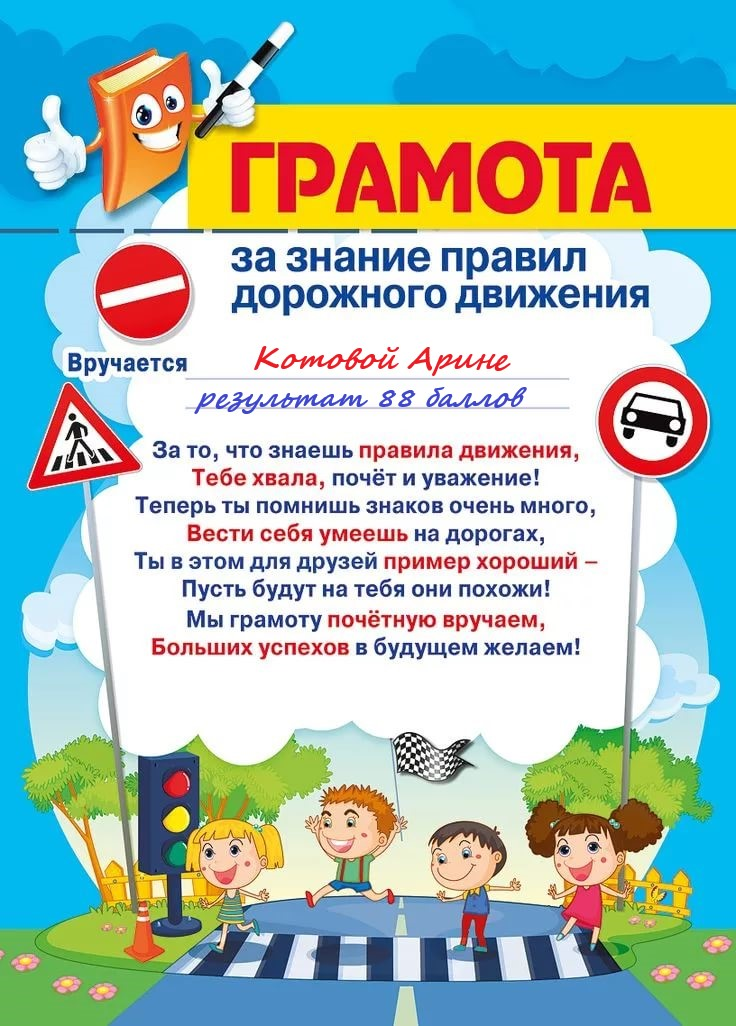 ГРАМОТА
за знание правил
дорожного движения
Вручается Котовой Арине
результат 88 баллов
За то, что знаешь правила движения,
Тебе хвала, почёт и уважение!
Теперь ты помнишь знаков очень много,
Вести себя умеешь на дорогах,
Ты в этом для друзей пример хороший –
Пусть будут на тебя они похожи!
Мы грамоту почётную вручаем,
Больших успехов в будущем желаем!